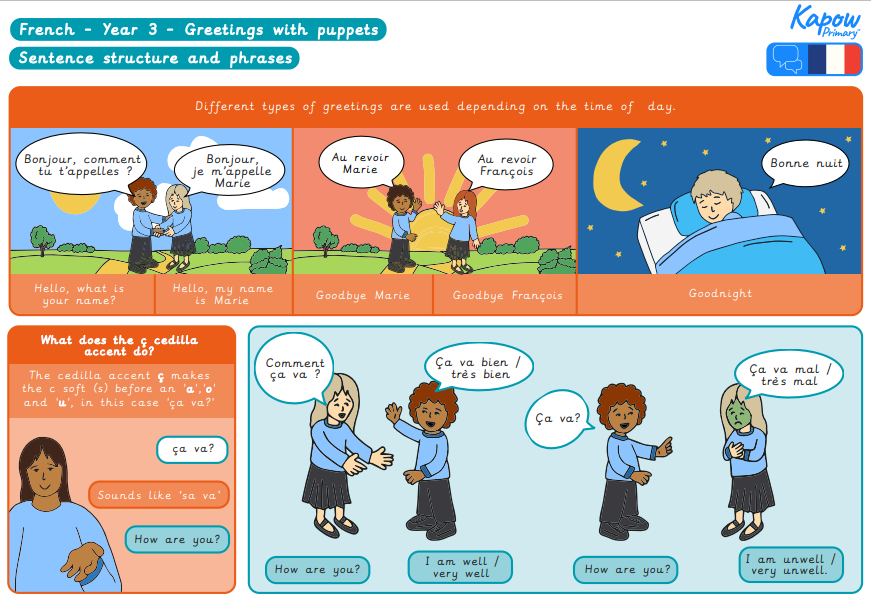 French - Year 3 - Greetings with puppets
Sentence structure and phrases
Kapow
Primary™
Different types of greetings are used depending on the time of day.
Bonjour, comment
tu t'appelles ?
Bonjour,
je m'appelle
Marie
Au revoir
Marie
Au revoir
François
Bonne nuit
Hello, what is
your name?
Hello, my name
is Marie
Goodbye Marie
Goodbye François
Goodnight
What does the ç cedilla
accent do?
The cedilla accent ç makes
the c soft (s) before an 'a','o'
and 'u', in this case 'ça va?'
ça va?
Sounds like 'sa va'
How are you?
Comment
ça va ?
Ça va bien /
très bien
Ça va?
Ça va mal /
très mal
How are you?
I am well /
very well
How are you?
I am unwell /
very unwell.